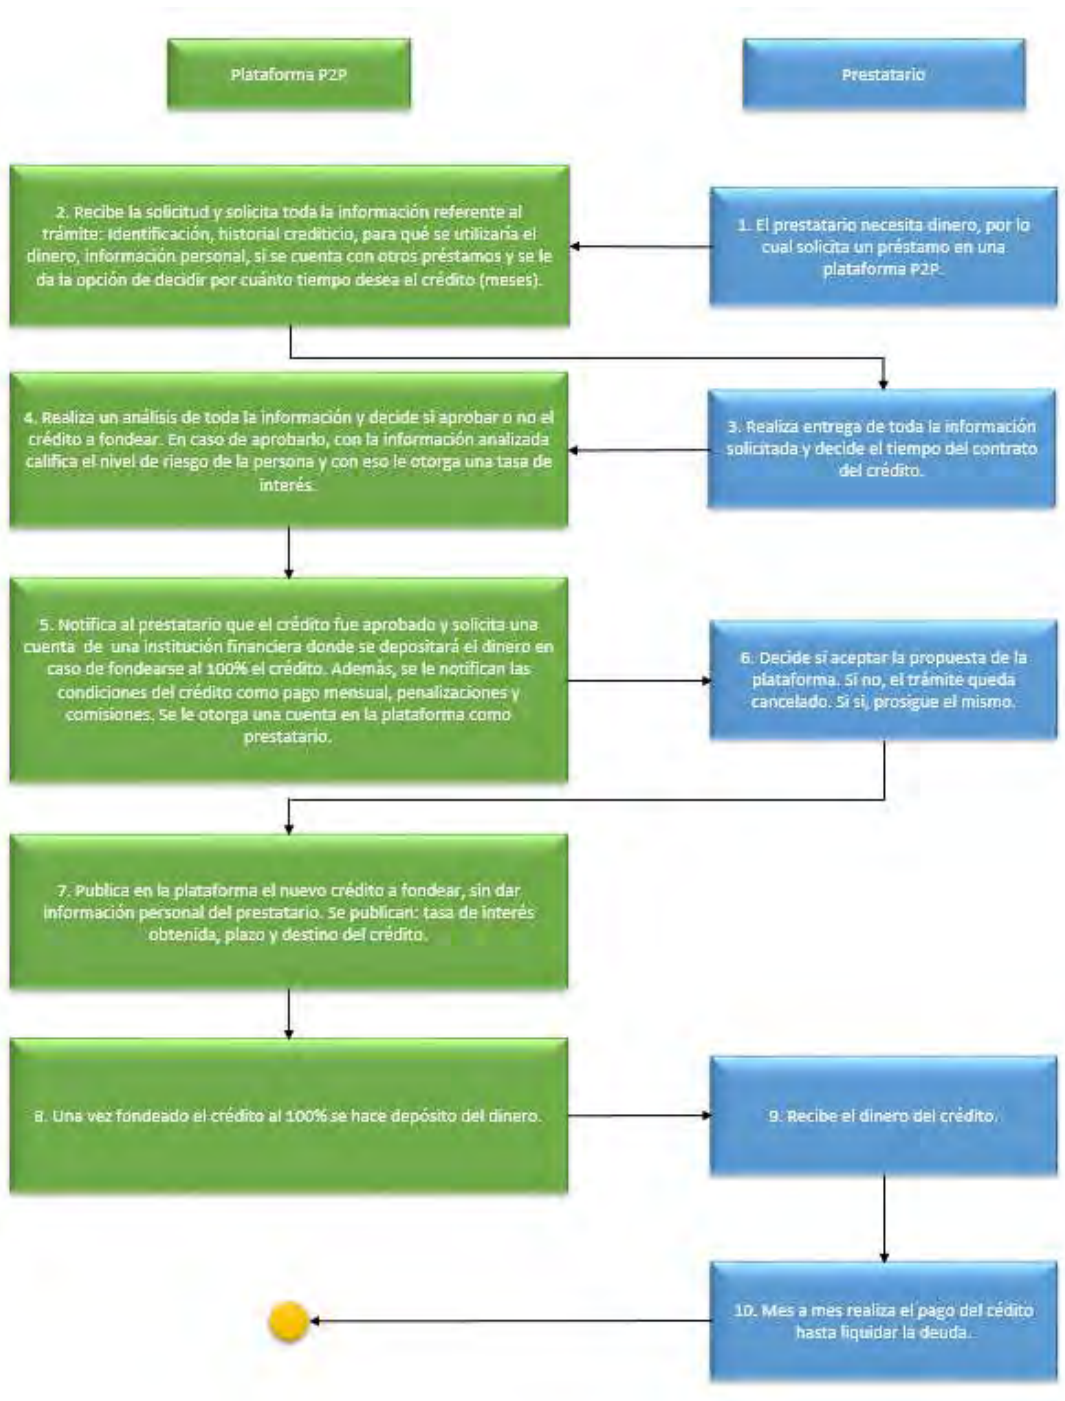 Plataforma P2P
Prestatario
2. Recibe la solicitud y solicita toda la información referente al
trámite: Identificación, historial crediticio, para qué se utilizaría el
dinero, información personal, si se cuenta con otros préstamos y se le
da la opción de decidir por cuánto tiempo desea el crédito (meses).
1. El prestatario necesita dinero, por lo
cual solicita un préstamo en una
plataforma P2P.
4. Realiza un análisis de toda la información y decide si aprobar o no el
crédito a fondear. En caso de aprobarlo, con la información analizada
califica el nivel de riesgo de la persona y con eso le otorga una tasa de
interés.
3. Realiza entrega de toda la información
solicitada y decide el tiempo del contrato
del crédito.
5. Notifica al prestatario que el crédito fue aprobado y solicita una
cuenta de una institución financiera donde se depositará el dinero en
caso de fondearse al 100% el crédito. Además, se le notifican las
condiciones del crédito como pago mensual, penalizaciones y
comisiones. Se le otorga una cuenta en la plataforma como
prestatario.
6. Decide si aceptar la propuesta de la
plataforma. Si no, el trámite queda
cancelado. Si si, prosigue el mismo.
7. Publica en la plataforma el nuevo crédito a fondear, sin dar
información personal del prestatario. Se publican: tasa de interés
obtenida, plazo y destino del crédito.
8. Una vez fondeado el crédito al 100% se hace depósito del dinero.
9. Recibe el dinero del crédito.
10. Mes a mes realiza el pago del cédito
hasta liquidar la deuda.